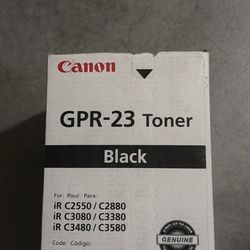 Canon
GPR-23 Toner
Black
For: Pour: Para:
iR C2550 / C2880
iR C3080 / C3380
iR C3480 / C3580
Code: Código:
GENUINE